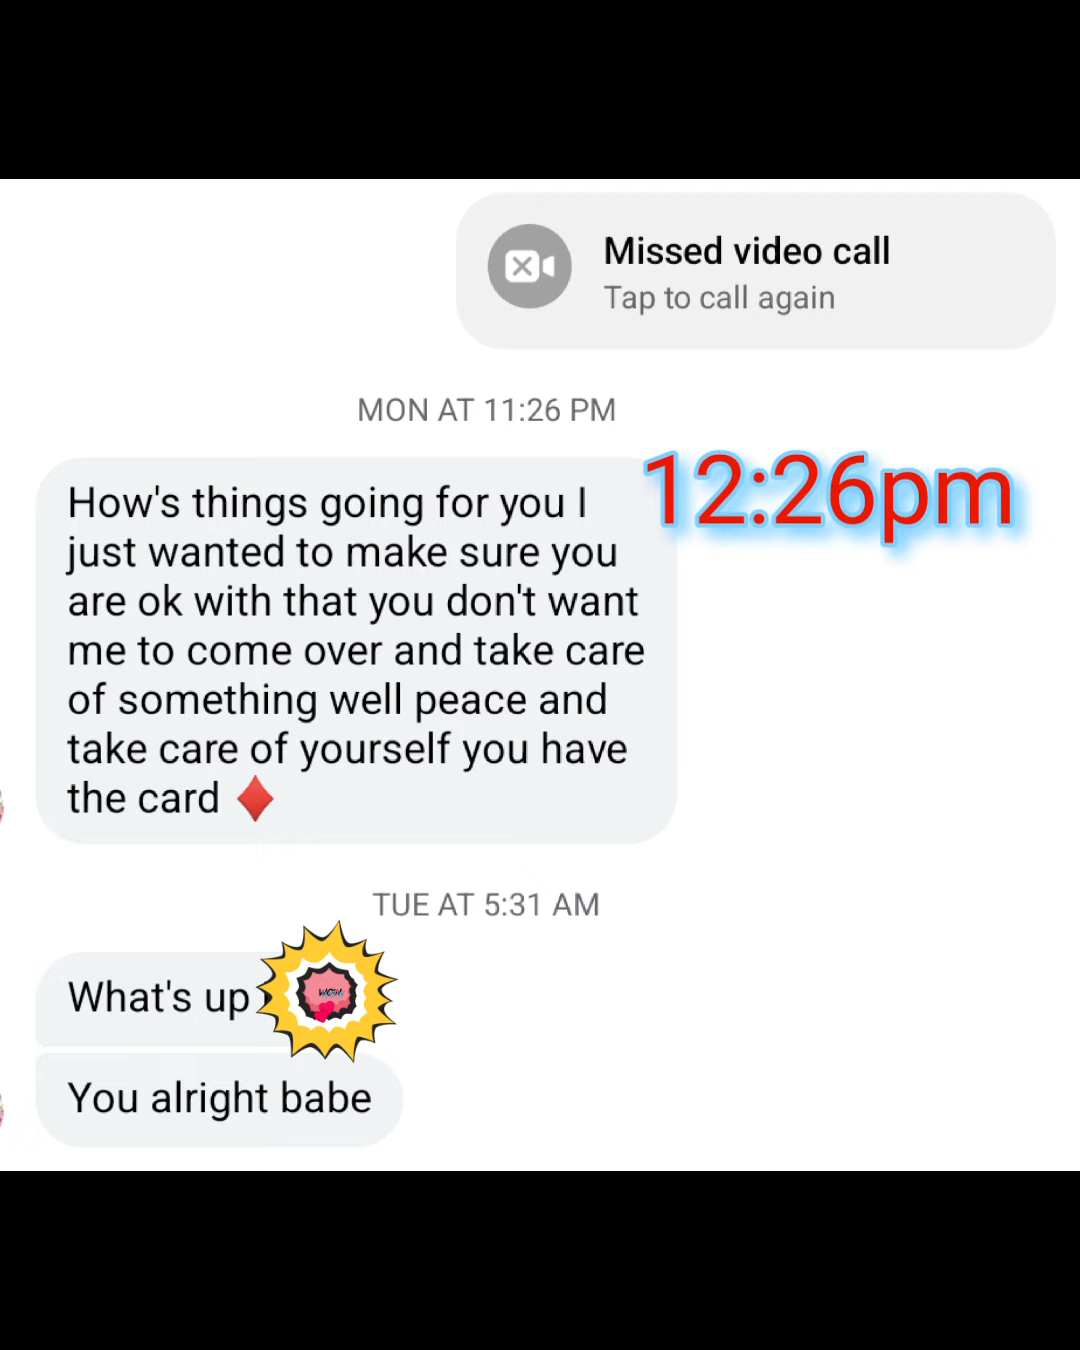 Missed video call
Tap to call again
MON AT 11:26 PM
12:26pm
How's things going for you I
just wanted to make sure you
are ok with that you don't want
me to come over and take care
of something well peace and
take care of yourself you have
the card ♦️
TUE AT 5:31 AM
What's up
WOW
You alright babe